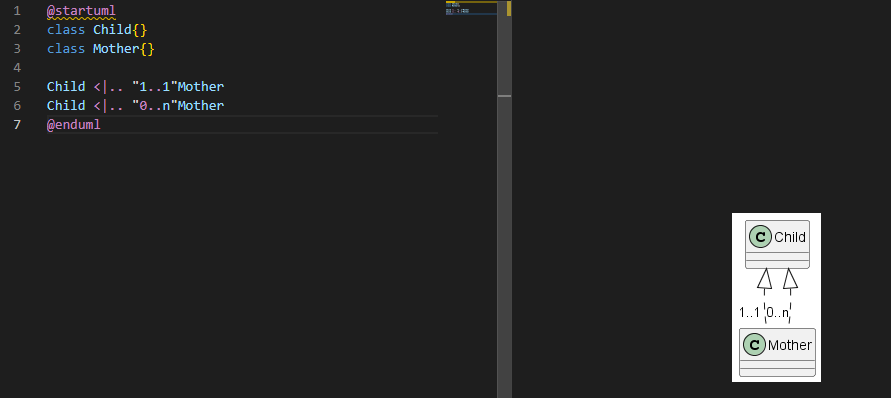 1 @startuml
2 class Child{}
3 class Mother{}
4
5 Child <|.. "1..1"Mother
6 Child <|.. "0..n"Mother
7 @enduml
C Child
1..1 0..n
C Mother